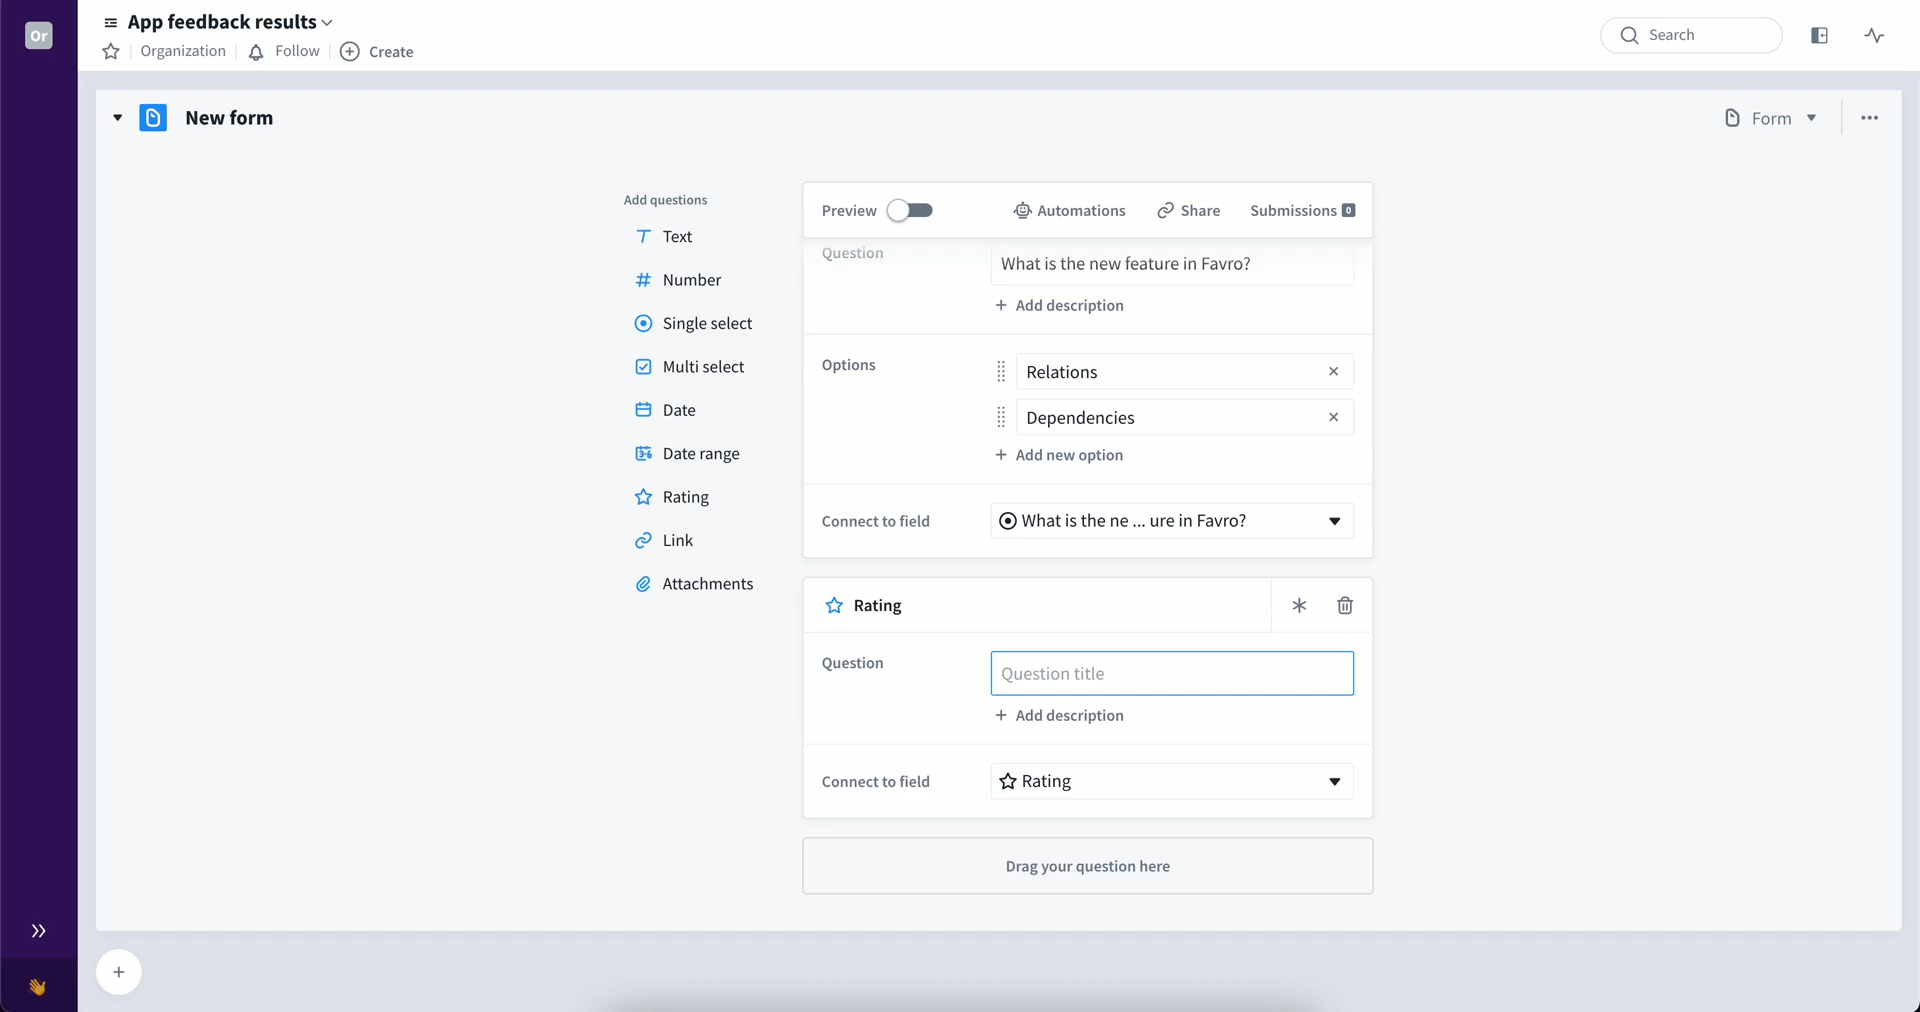 Or
App feedback results
Organization
Follow
Create
Search
New form
Form
Add questions
Text
Number
Single select
Multi select
Date
Date range
Rating
Link
Attachments
Preview
Automations
Share
Submissions 0
Question
What is the new feature in Favro?
+ Add description
Options
Relations
Dependencies
+ Add new option
Connect to field
What is the ne ... ure in Favro?
Rating
Question
Question title
+ Add description
Connect to field
Rating
Drag your question here